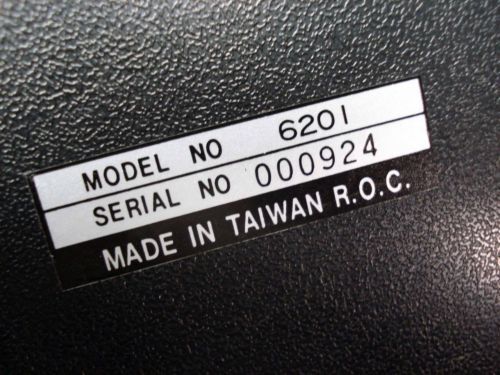 MODEL NO 6201
SERIAL NO 000924
MADE IN TAIWAN R.O.C.